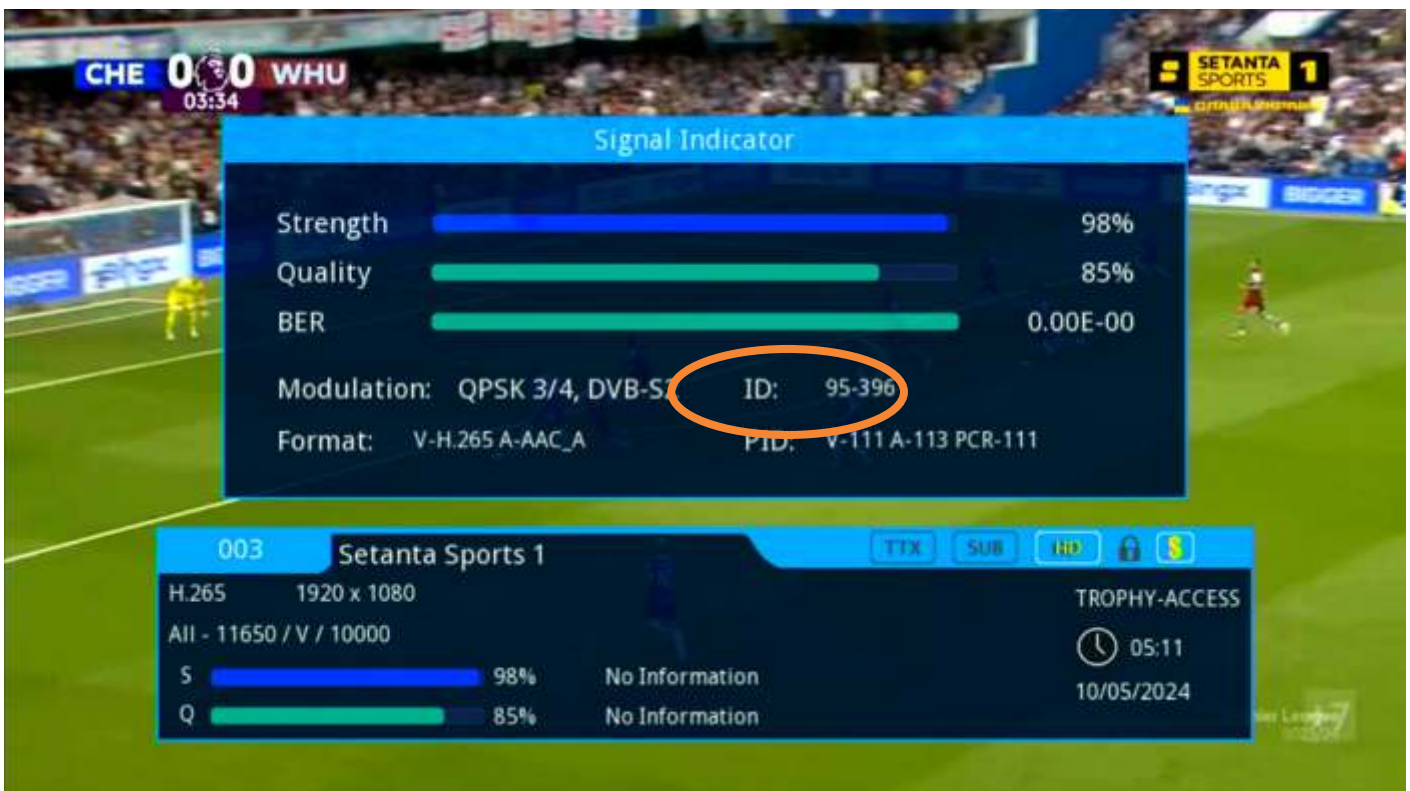 CHE 0 0 WHU
03:34
SETANTA
SPORTS 1
Signal Indicator
Strength 98%
Quality 85%
BER 0.00E-00
Modulation: QPSK 3/4, DVB-S2 ID: 95-396
Format: V-H.265 A-AAC_A PID: V-111 A-113 PCR-111
BIGGER
BIGGER
003 Setanta Sports 1 TTX SUB HD $
H.265 1920 x 1080 TROPHY-ACCESS
All - 11650 / V / 10000 05:11
S 98% No Information 10/05/2024
Q 85% No Information